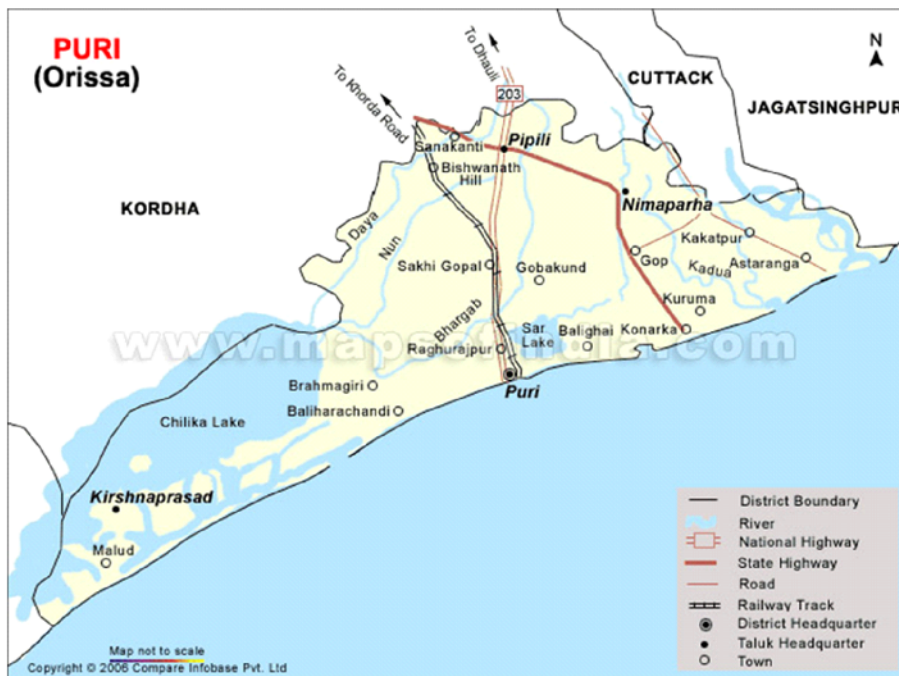 PURI
(Orissa)
To Dhauli
To Khorda Road
203
CUTTACK
N
JAGATSINGHPUR
KORDHA
Sanakanti
Pipili
Bishwanath
Hill
Nimaparha
Daya
Nun
Kakatpur
Sakhi Gopal
Gobakund
Gop
Kadua
Astaranga
Kuruma
Bhargab
Sar
Lake
Balighai
Konarka
www.mapsofindia.com
Raghurajpur
Brahmagiri
Puri
Baliharachandi
Chilika Lake
Kirshnaprasad
Malud
District Boundary
River
National Highway
State Highway
Road
Railway Track
District Headquarter
Taluk Headquarter
Town
Map not to scale
Copyright © 2006 Compare Infobase Pvt. Ltd